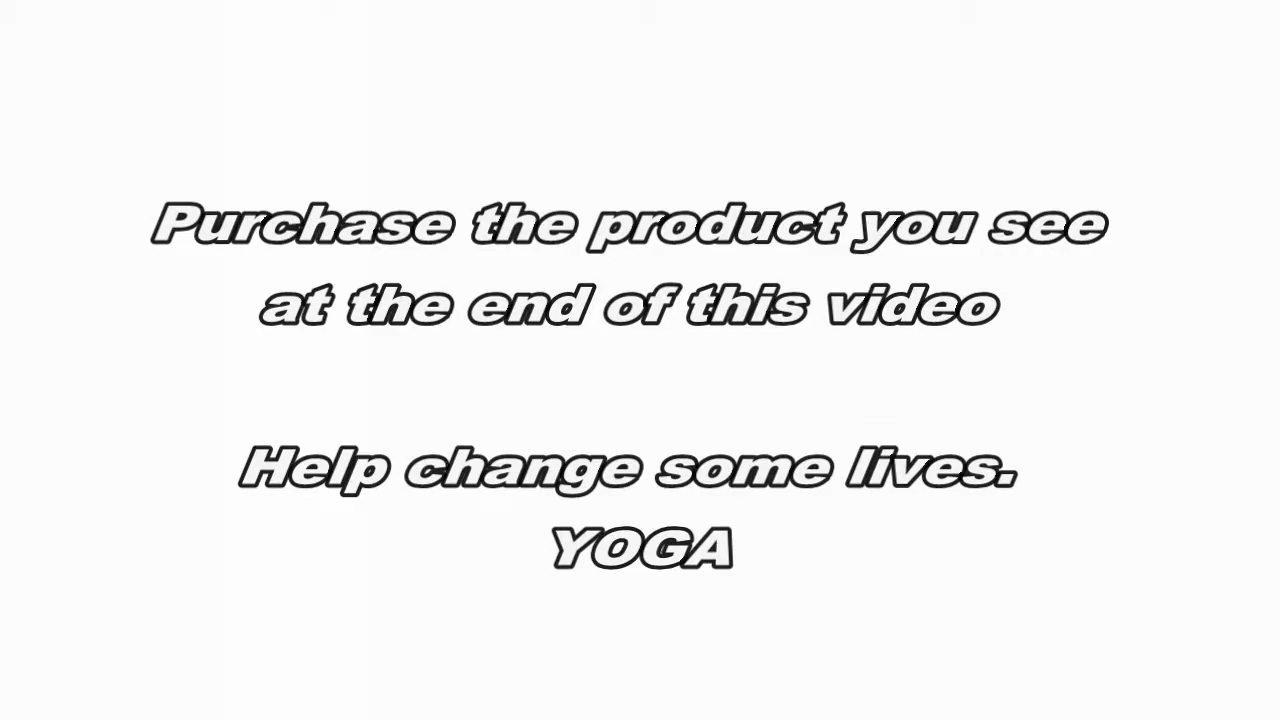 Purchase the product you see
at the end of this video
Help change some lives.
YOGA